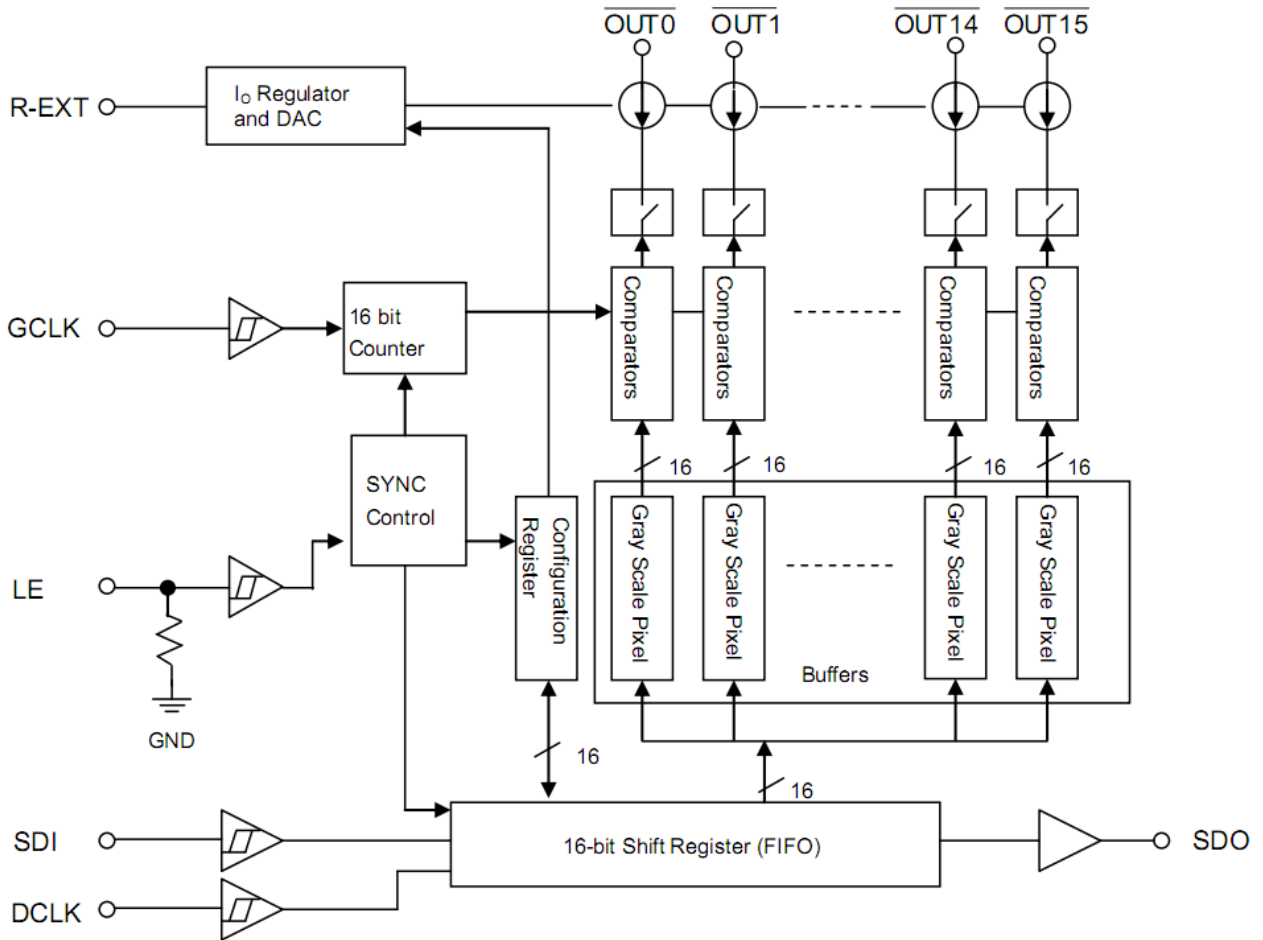 OUT0 OUT1 OUT14 OUT15
R-EXT
I₀ Regulator
and DAC
GCLK
16 bit
Counter
Comparators
Comparators
Comparators
Comparators
16 16 16 16
SYNC
Control
Configuration
Register
Gray Scale Pixel
Gray Scale Pixel
Gray Scale Pixel
Gray Scale Pixel
LE
Buffers
GND
16
16
SDI
16-bit Shift Register (FIFO)
SDO
DCLK